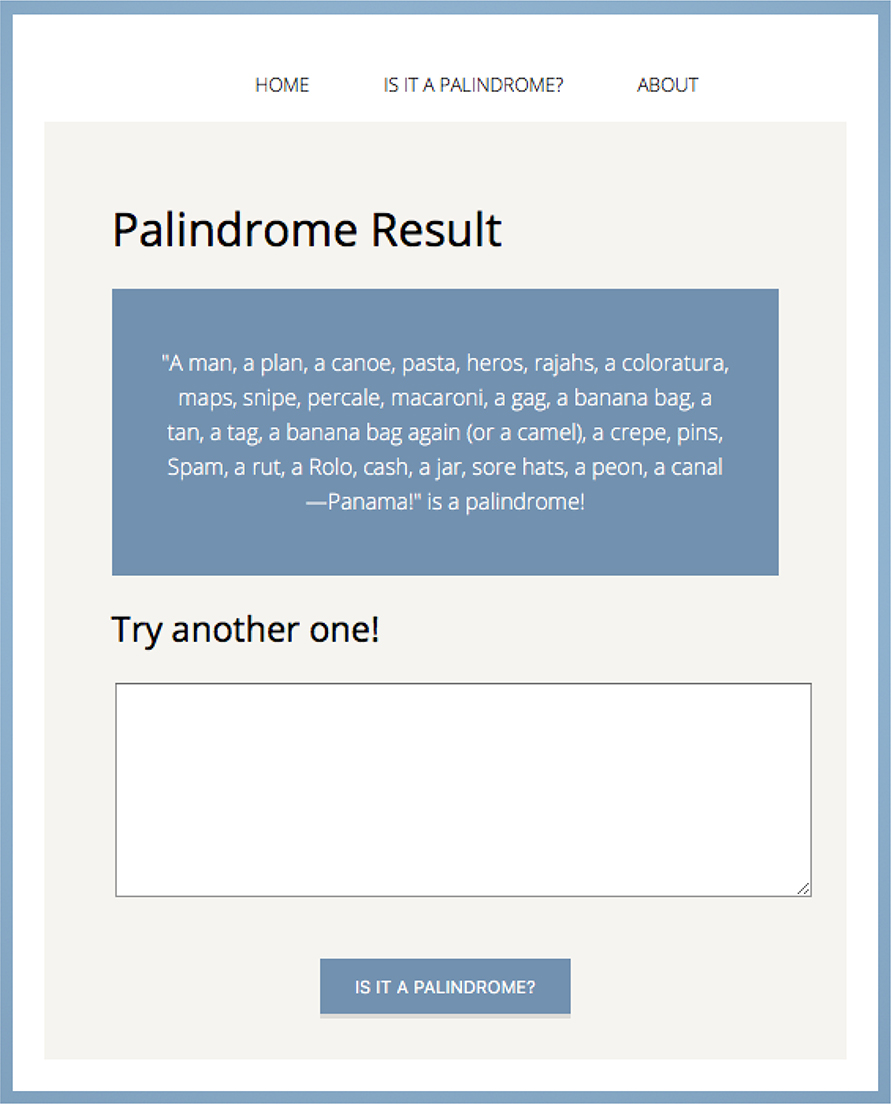 HOME IS IT A PALINDROME? ABOUT
Palindrome Result
"A man, a plan, a canoe, pasta, heros, rajahs, a coloratura,
maps, snipe, percale, macaroni, a gag, a banana bag, a
tan, a tag, a banana bag again (or a camel), a crepe, pins,
Spam, a rut, a Rolo, cash, a jar, sore hats, a peon, a canal
—Panama!" is a palindrome!
Try another one!
IS IT A PALINDROME?